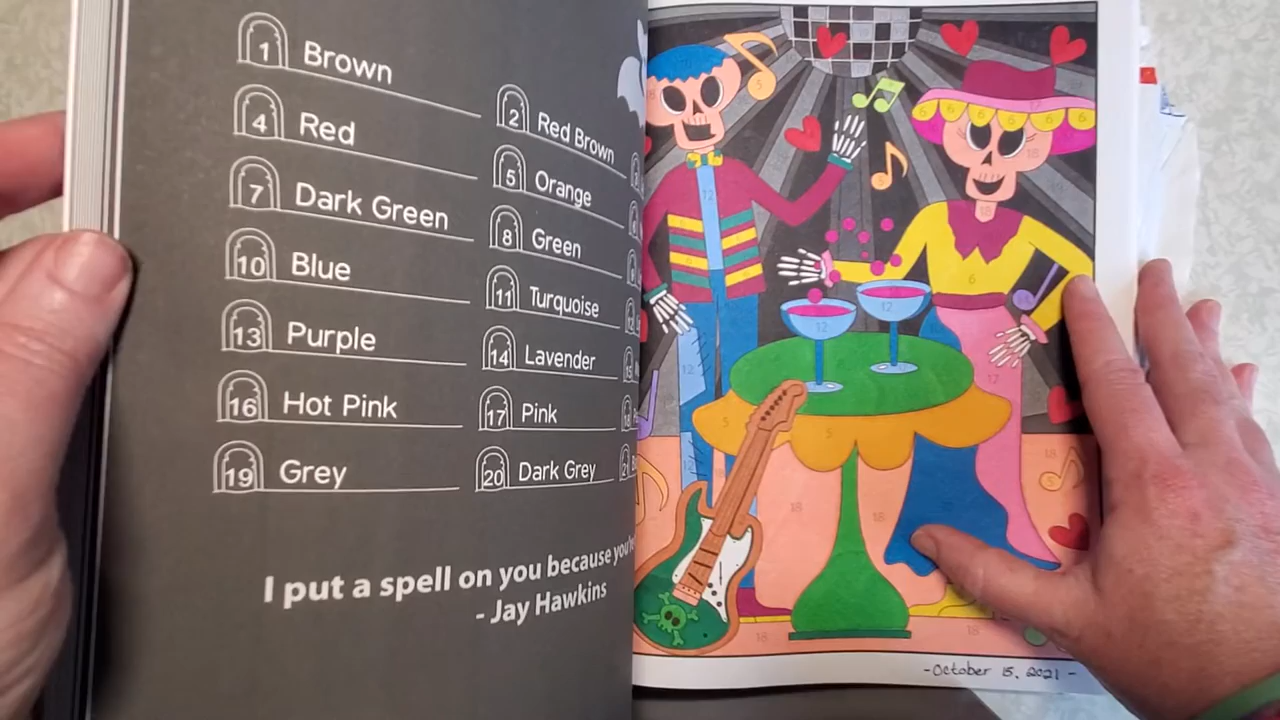 1 Brown
2 Red Brown
4 Red
5 Orange
7 Dark Green
8 Green
10 Blue
11 Turquoise
13 Purple
14 Lavender
16 Hot Pink
17 Pink
19 Grey
20 Dark Grey
I put a spell on you because
- Jay Hawkins
-October 15, 2021-